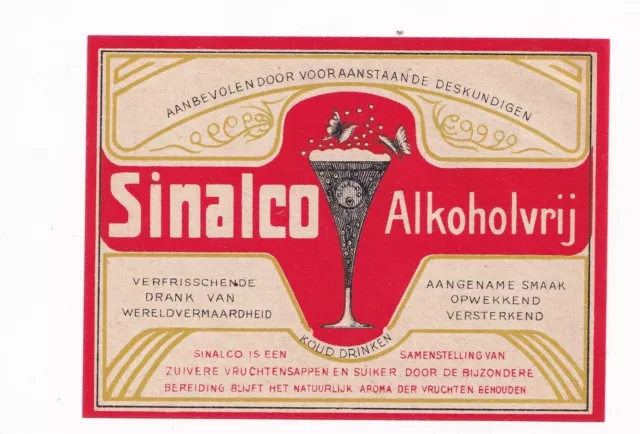 AANBEVOLEN DOOR VOORAANSTAANDE DESKUNDIGEN
Sinalco Alkoholvrij
VERFRISSCHENDE
DRANK VAN
WERELDVERMAARDHEID
AANGENAME SMAAK
OPWEKKEND
VERSTERKEND
KOUD DRINKEN
SINALCO IS EEN SAMENSTELLING VAN
ZUIVERE VRUCHTENSAPPEN EN SUIKER. DOOR DE BIJZONDERE
BEREIDING BLIJFT HET NATUURLIJK AROMA DER VRUCHTEN BEHOUDEN